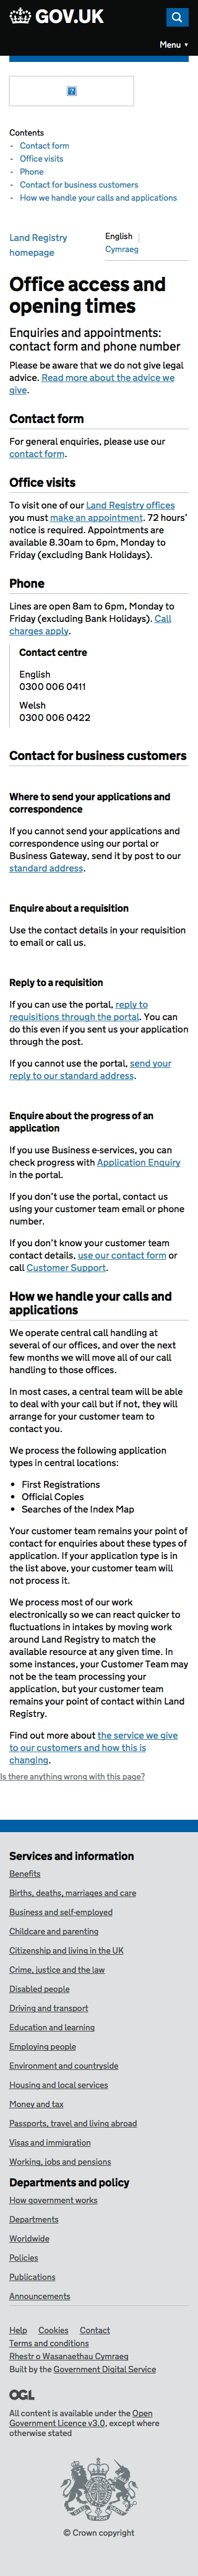 GOV.UK
Menu ▼
Contents
- Contact form
- Office visits
- Phone
- Contact for business customers
- How we handle your calls and applications
Land Registry
homepage
English
Cymraeg
Office access and
opening times
Enquiries and appointments:
contact form and phone number
Please be aware that we do not give legal
advice. Read more about the advice we
give.
Contact form
For general enquiries, please use our
contact form.
Office visits
To visit one of our Land Registry offices
you must make an appointment. 72 hours’
notice is required. Appointments are
available 8.30am to 6pm, Monday to
Friday (excluding Bank Holidays).
Phone
Lines are open 8am to 6pm, Monday to
Friday (excluding Bank Holidays). Call
charges apply.
Contact centre
English
0300 006 0411
Welsh
0300 006 0422
Contact for business customers
Where to send your applications and
correspondence
If you cannot send your applications and
correspondence using our portal or
Business Gateway, send it by post to our
standard address.
Enquire about a requisition
Use the contact details in your requisition
to email or call us.
Reply to a requisition
If you can use the portal, reply to
requisitions through the portal. You can
do this even if you sent us your application
through the post.
If you cannot use the portal, send your
reply to our standard address.
Enquire about the progress of an
application
If you use Business e-services, you can
check progress with Application Enquiry
in the portal.
If you don’t use the portal, contact us
using your customer team email or phone
number.
If you don’t know your customer team
contact details, use our contact form or
call Customer Support.
How we handle your calls and
applications
We operate central call handling at
several of our offices, and over the next
few months we will move all of our call
handling to those offices.
In most cases, a central team will be able
to deal with your call but if not, they will
arrange for your customer team to
contact you.
We process the following application
types in central locations:
• First Registrations
• Official Copies
• Searches of the Index Map
Your customer team remains your point of
contact for enquiries about these types of
application. If your application type is in
the list above, your customer team will
not process it.
We process most of our work
electronically so we can react quicker to
fluctuations in intakes by moving work
around Land Registry to match the
available resource at any given time. In
some instances, your Customer Team may
not be the team processing your
application, but your customer team
remains your point of contact within Land
Registry.
Find out more about the service we give
to our customers and how this is
changing.
Is there anything wrong with this page?
Services and information
Benefits
Births, deaths, marriages and care
Business and self-employed
Childcare and parenting
Citizenship and living in the UK
Crime, justice and the law
Disabled people
Driving and transport
Education and learning
Employing people
Environment and countryside
Housing and local services
Money and tax
Passports, travel and living abroad
Visas and immigration
Working, jobs and pensions
Departments and policy
How government works
Departments
Worldwide
Policies
Publications
Announcements
Help Cookies Contact
Terms and conditions
Rhestr o Wasanaethau Cymraeg
Built by the Government Digital Service
OGL
All content is available under the Open
Government Licence v3.0, except where
otherwise stated
© Crown copyright